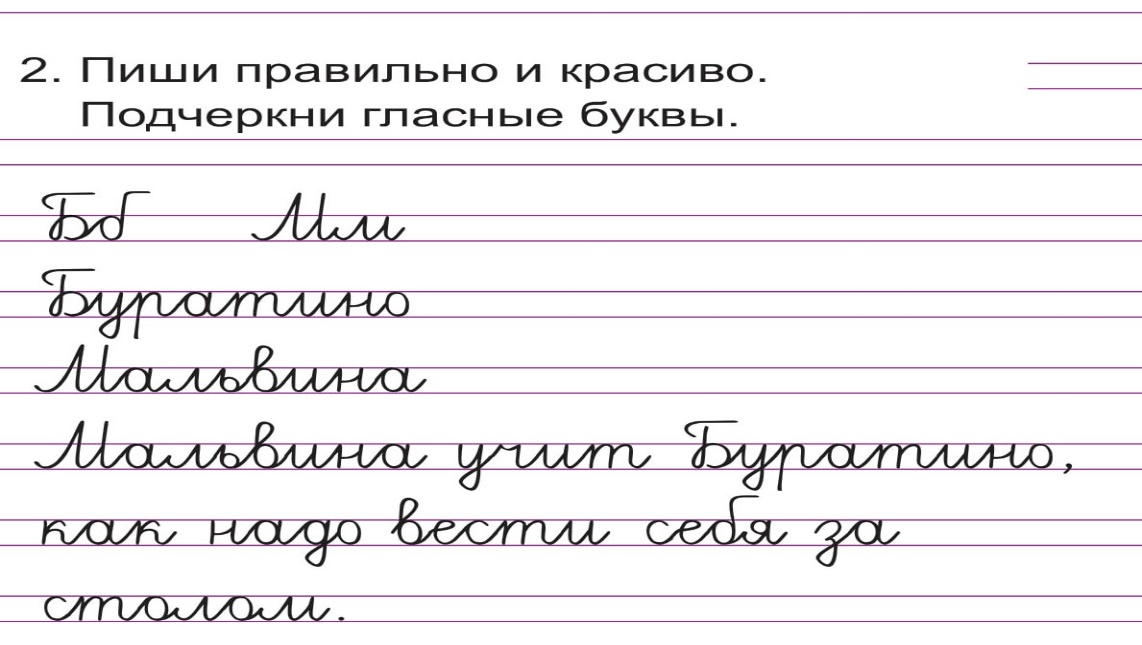 2. Пиши правильно и красиво.
Подчеркни гласные буквы.
Бб Мм
Буратино
Мальвина
Мальвина учит Буратино,
как надо вести себя за
столом.